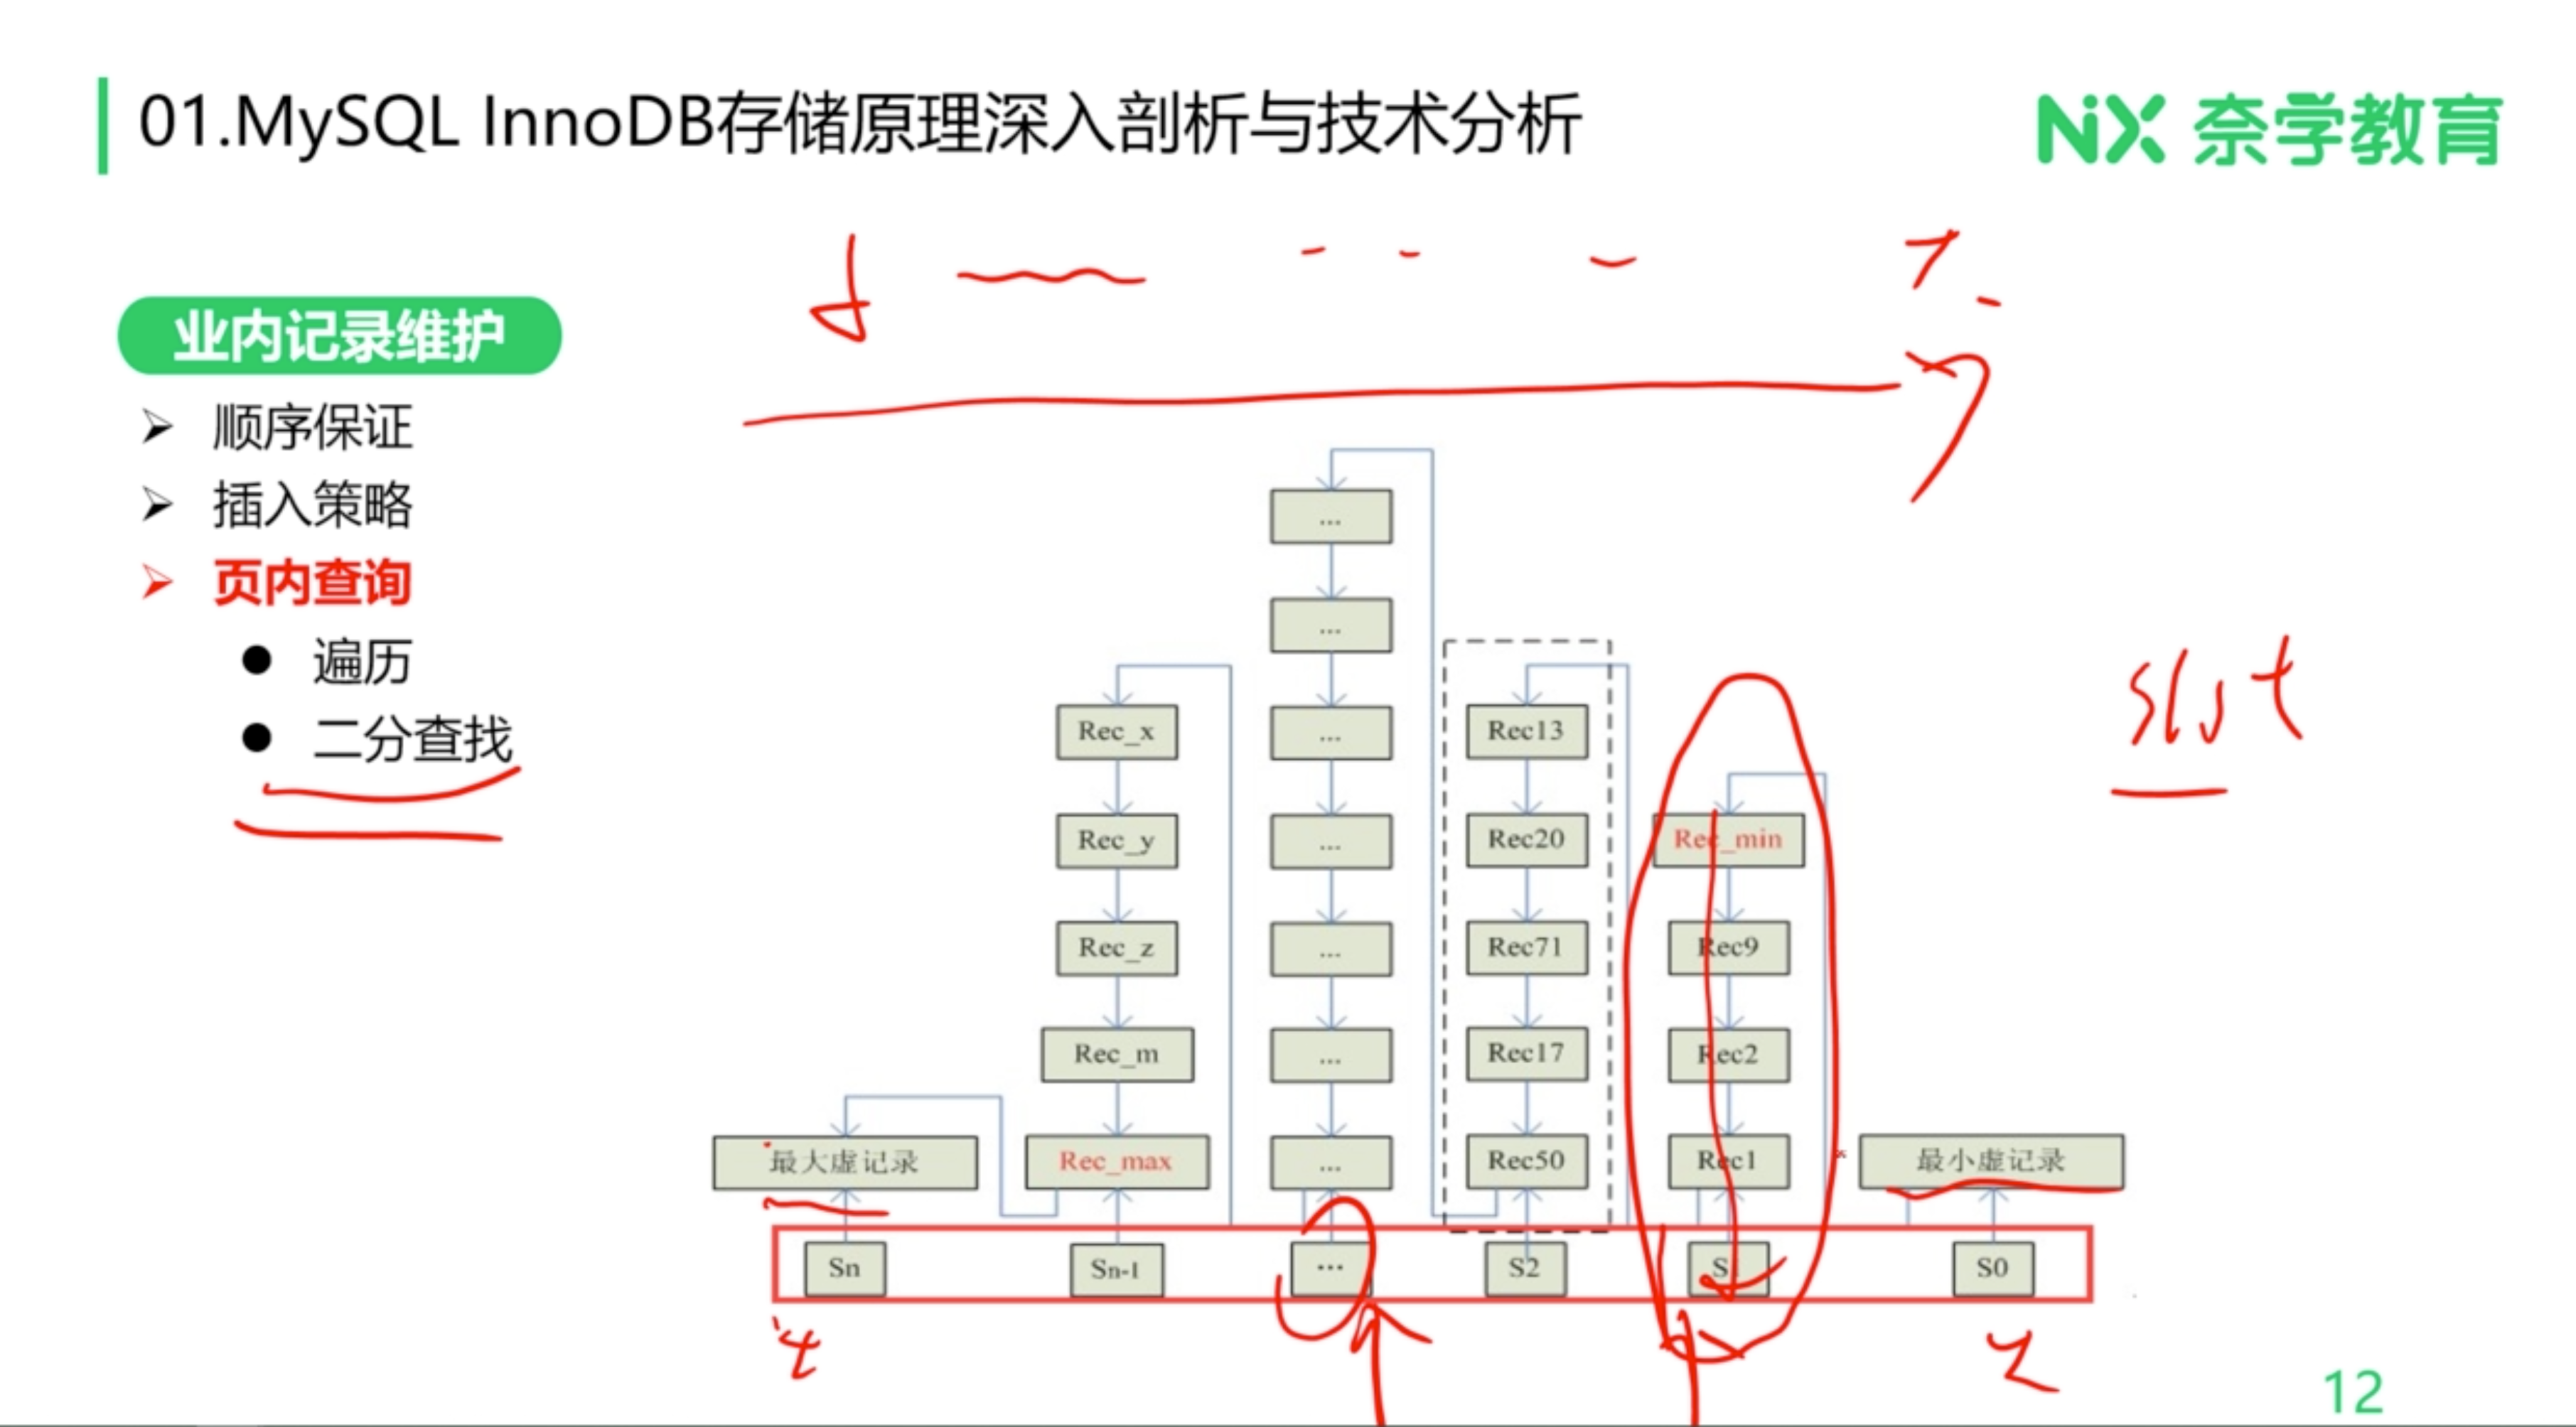 01.MySQL InnoDB存储原理深入剖析与技术分析
NX 奈学教育
业内记录维护
➢ 顺序保证
➢ 插入策略
➢ 页内查询
● 遍历
● 二分查找
...
...
Rec_x ... Rec13
Rec_y ... Rec20 Rec_min
Rec_z ... Rec71 Rec9
Rec_m ... Rec17 Rec2
最大虚记录 Rec_max ... Rec50 Rec1 最小虚记录
Sn Sn-1 ... S2 S0
slot
12